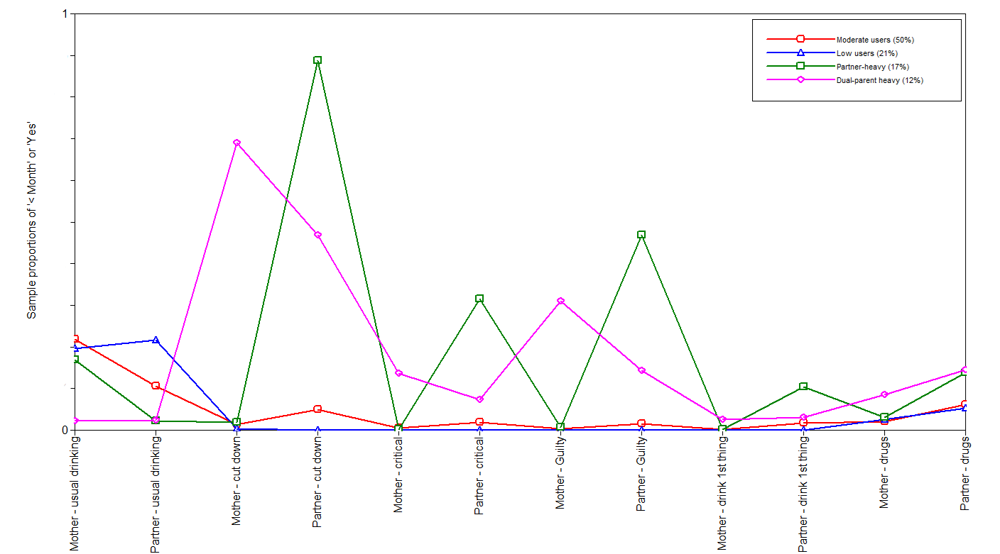 1
Moderate users (50%)
Low users (21%)
Partner-heavy (17%)
Dual-parent heavy (12%)
Sample proportions of '< Month' or 'Yes'
0
Mother - usual drinking
Partner - usual drinking
Mother - cut down
Partner - cut down
Mother - critical
Partner - critical
Mother - Guilty
Partner - Guilty
Mother - drink 1st thing
Partner - drink 1st thing
Mother - drugs
Partner - drugs